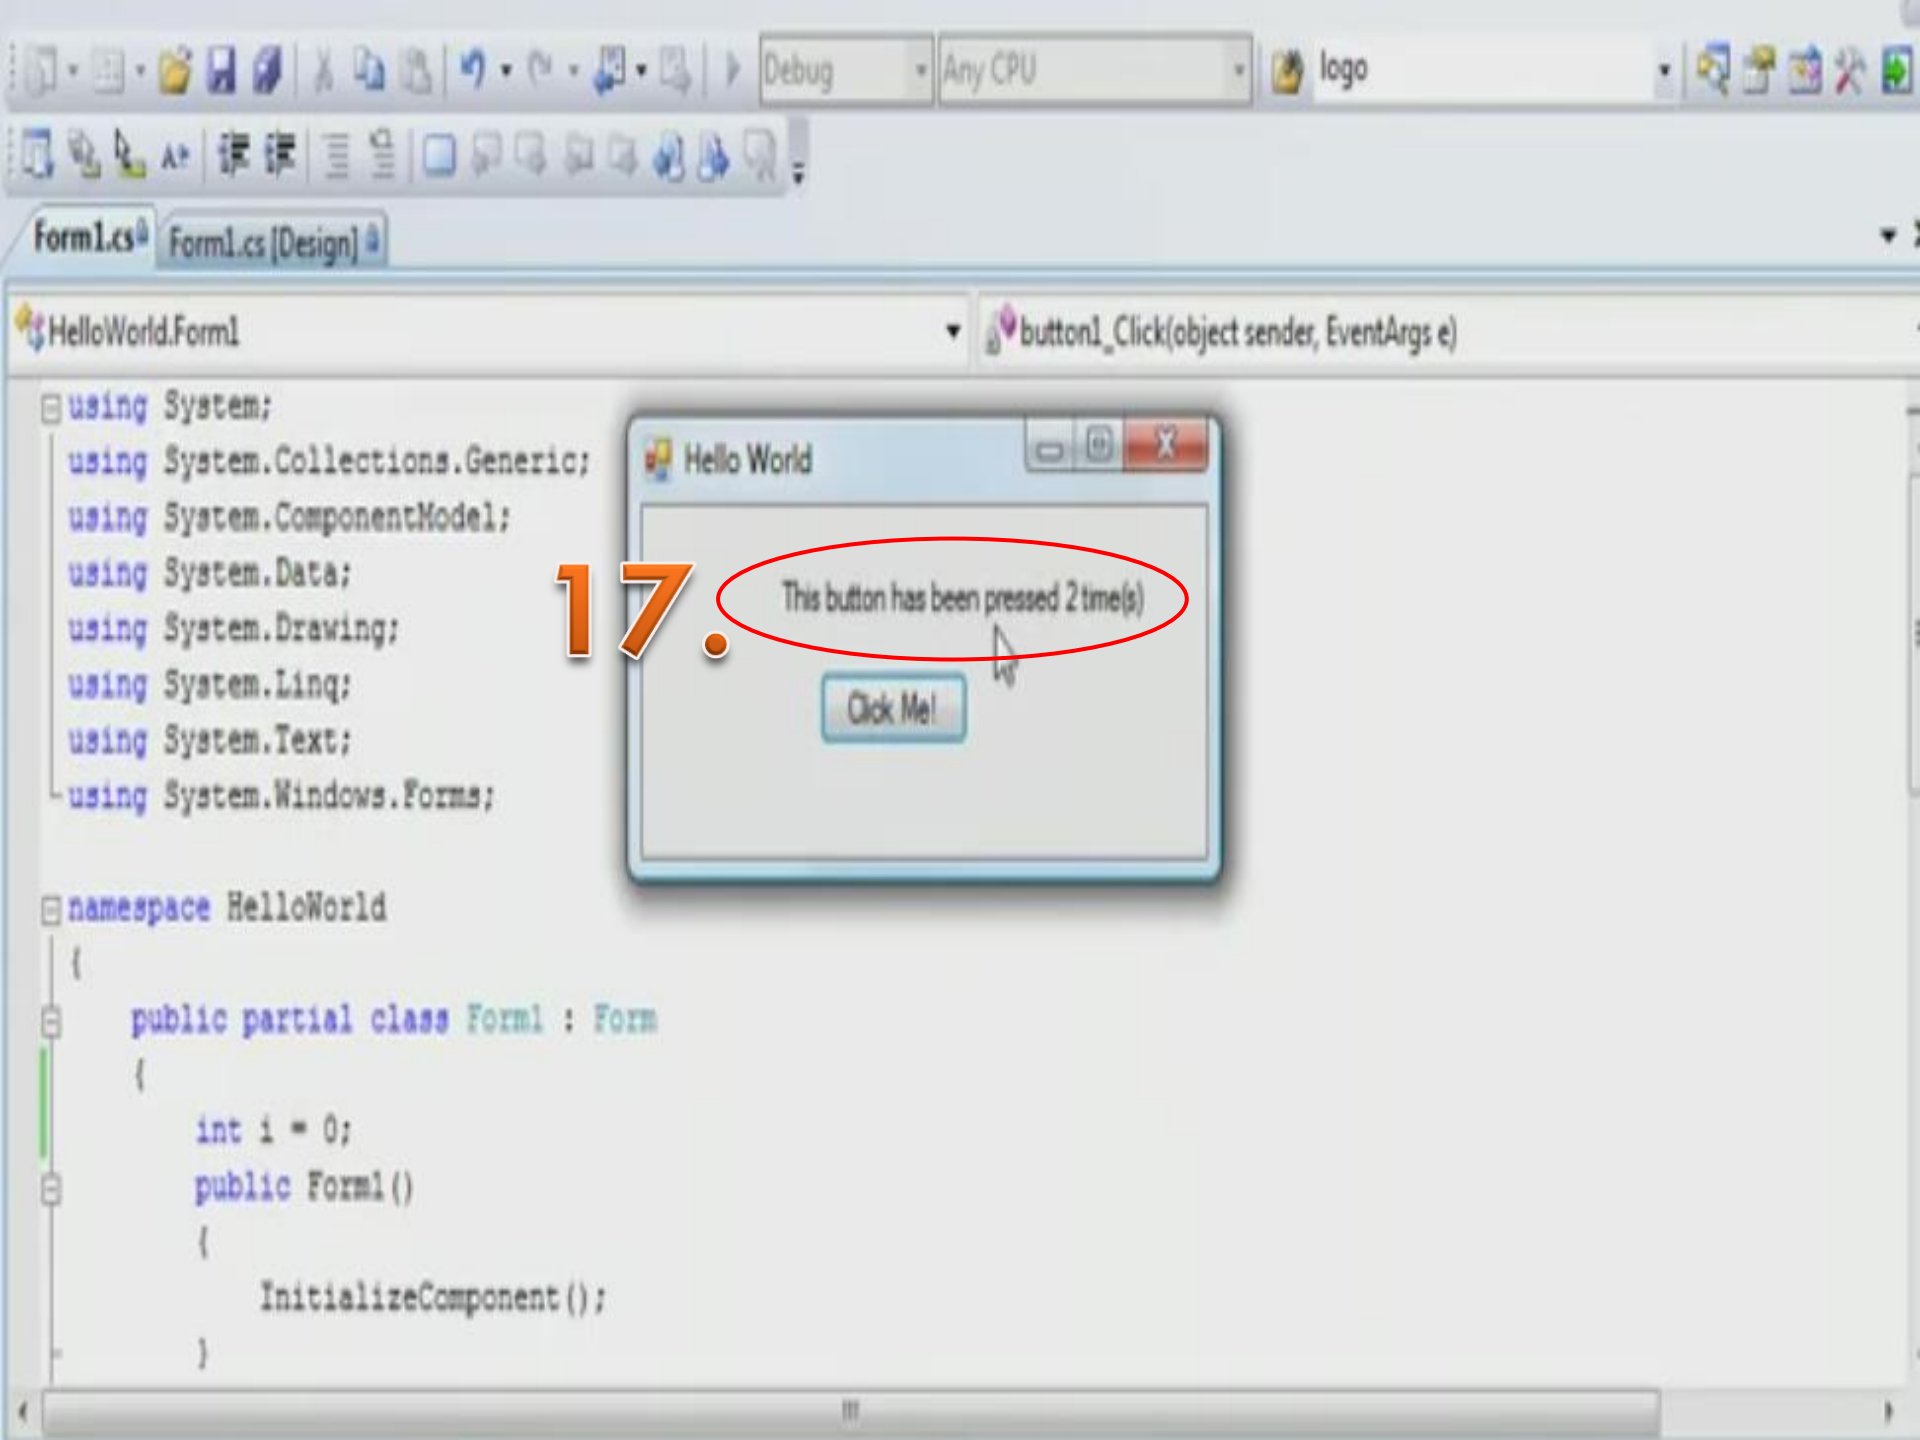 Debug Any CPU logo
Form1.cs Form1.cs [Design]
HelloWorld.Form1 button1_Click(object sender, EventArgs e)
using System;
using System.Collections.Generic;
using System.ComponentModel;
using System.Data;
using System.Drawing;
using System.Linq;
using System.Text;
using System.Windows.Forms;
namespace HelloWorld
{
public partial class Form1 : Form
{
int i = 0;
public Form1()
{
InitializeComponent();
}
Hello World
17.
This button has been pressed 2 time(s)
Click Me!